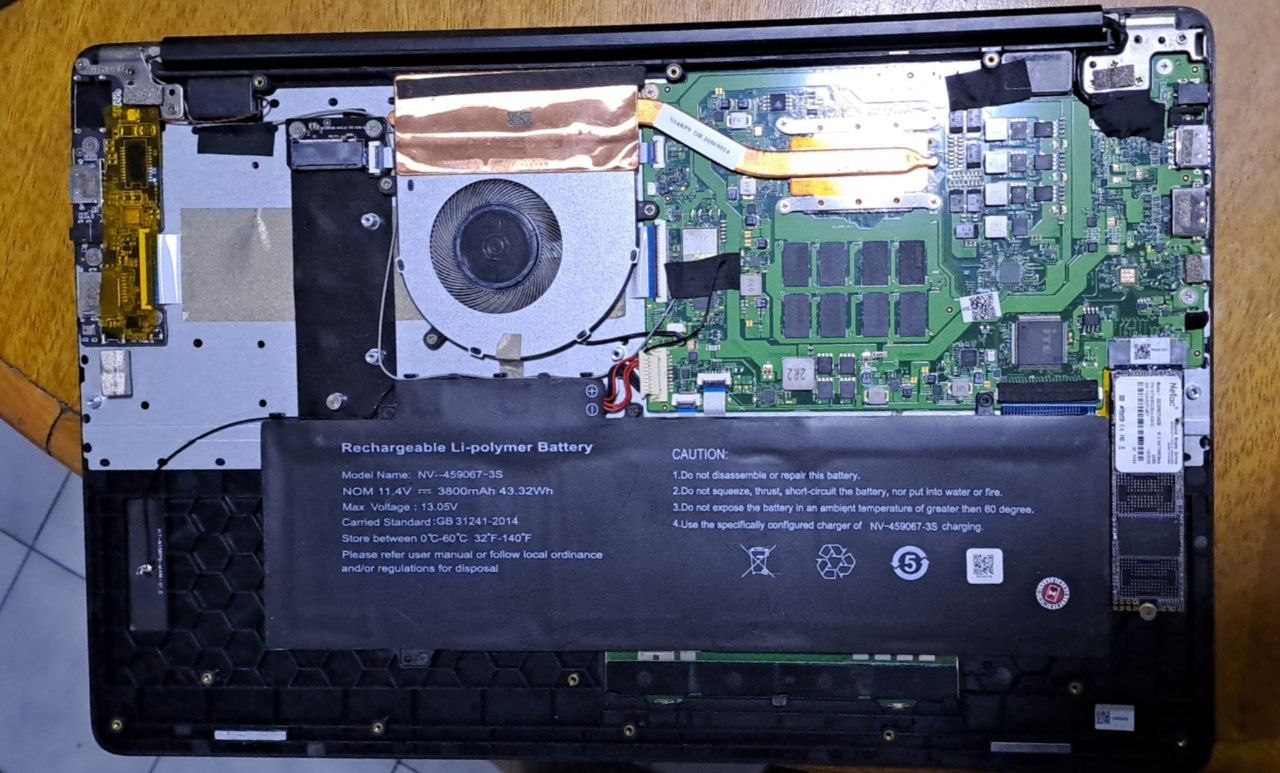 Rechargeable Li-polymer Battery
Model Name: NV--459067-3S
NOM 11.4V ⎓ 3800mAh 43.32Wh
Max Voltage : 13.05V
Carried Standard:GB 31241-2014
Store between 0℃-60℃ 32℉-140℉
Please refer user manual or follow local ordinance
and/or regulations for disposal
CAUTION:
1.Do not disassemble or repair this battery.
2.Do not squeeze, thrust, short-circuit the battery, nor put into water or fire.
3.Do not expose the battery in an ambient temperature of greater then 60 degree.
4.Use the specifically configured charger of NV-459067-3S charging.
5
2R2
Netac